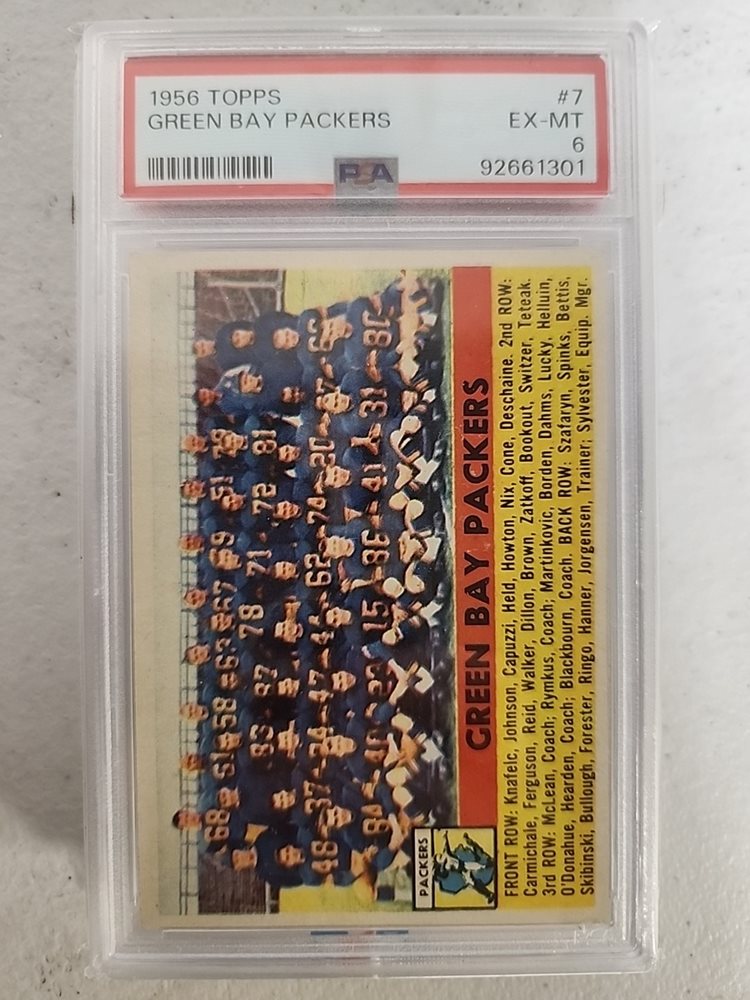 1956 TOPPS
#7
GREEN BAY PACKERS
EX-MT
6
PSA
92661301
GREEN BAY PACKERS
PACKERS
FRONT ROW: Knafelc, Johnson, Capuzzi, Held, Howton, Nix, Cone, Deschaine. 2nd ROW:
Carmichale, Ferguson, Reid, Walker, Dillon, Brown, Zatkoff, Bookout, Switzer, Teteak.
3rd ROW: McLean, Coach; Rymkus, Coach; Martinkovic, Borden, Dahms, Lucky, Helluin,
O'Donahue, Hearden, Coach; Blackbourn, Coach. BACK ROW: Szafaryn, Spinks, Bettis,
Skibinski, Bullough, Forester, Ringo, Hanner, Jorgensen, Trainer; Sylvester, Equip. Mgr.